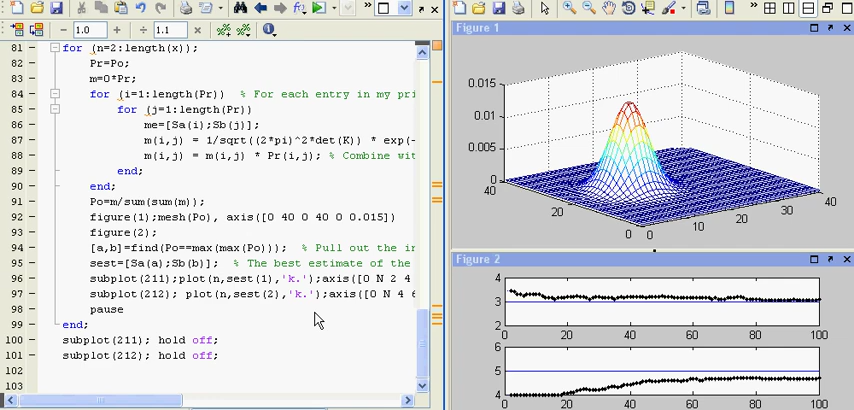 1.0
1.1
81 for (n=2:length(x));
82 Pr=Po;
83 m=0*Pr;
84 for (i=1:length(Pr)) % For each entry in my pri
85 for (j=1:length(Pr))
86 me=[Sa(i);Sb(j)];
87 m(i,j) = 1/sqrt((2*pi)^2*det(K)) * exp(-
88 m(i,j) = m(i,j) * Pr(i,j); % Combine wit
89 end;
90 end;
91 Po=m/sum(sum(m));
92 figure(1);mesh(Po), axis([0 40 0 40 0 0.015])
93 figure(2);
94 [a,b]=find(Po==max(max(Po))); % Pull out the in
95 sest=[Sa(a);Sb(b)]; % The best estimate of the
96 subplot(211);plot(n,sest(1),'k.');axis([0 N 2 4
97 subplot(212); plot(n,sest(2),'k.');axis([0 N 4 6
98 pause
99 end;
100 subplot(211); hold off;
101 subplot(212); hold off;
102
103
Figure 1
0.015
0.01
0.005
0
40
20
0
0
10
20
30
40
Figure 2
4
3
2
0 20 40 60 80 100
6
5
4
0 20 40 60 80 100